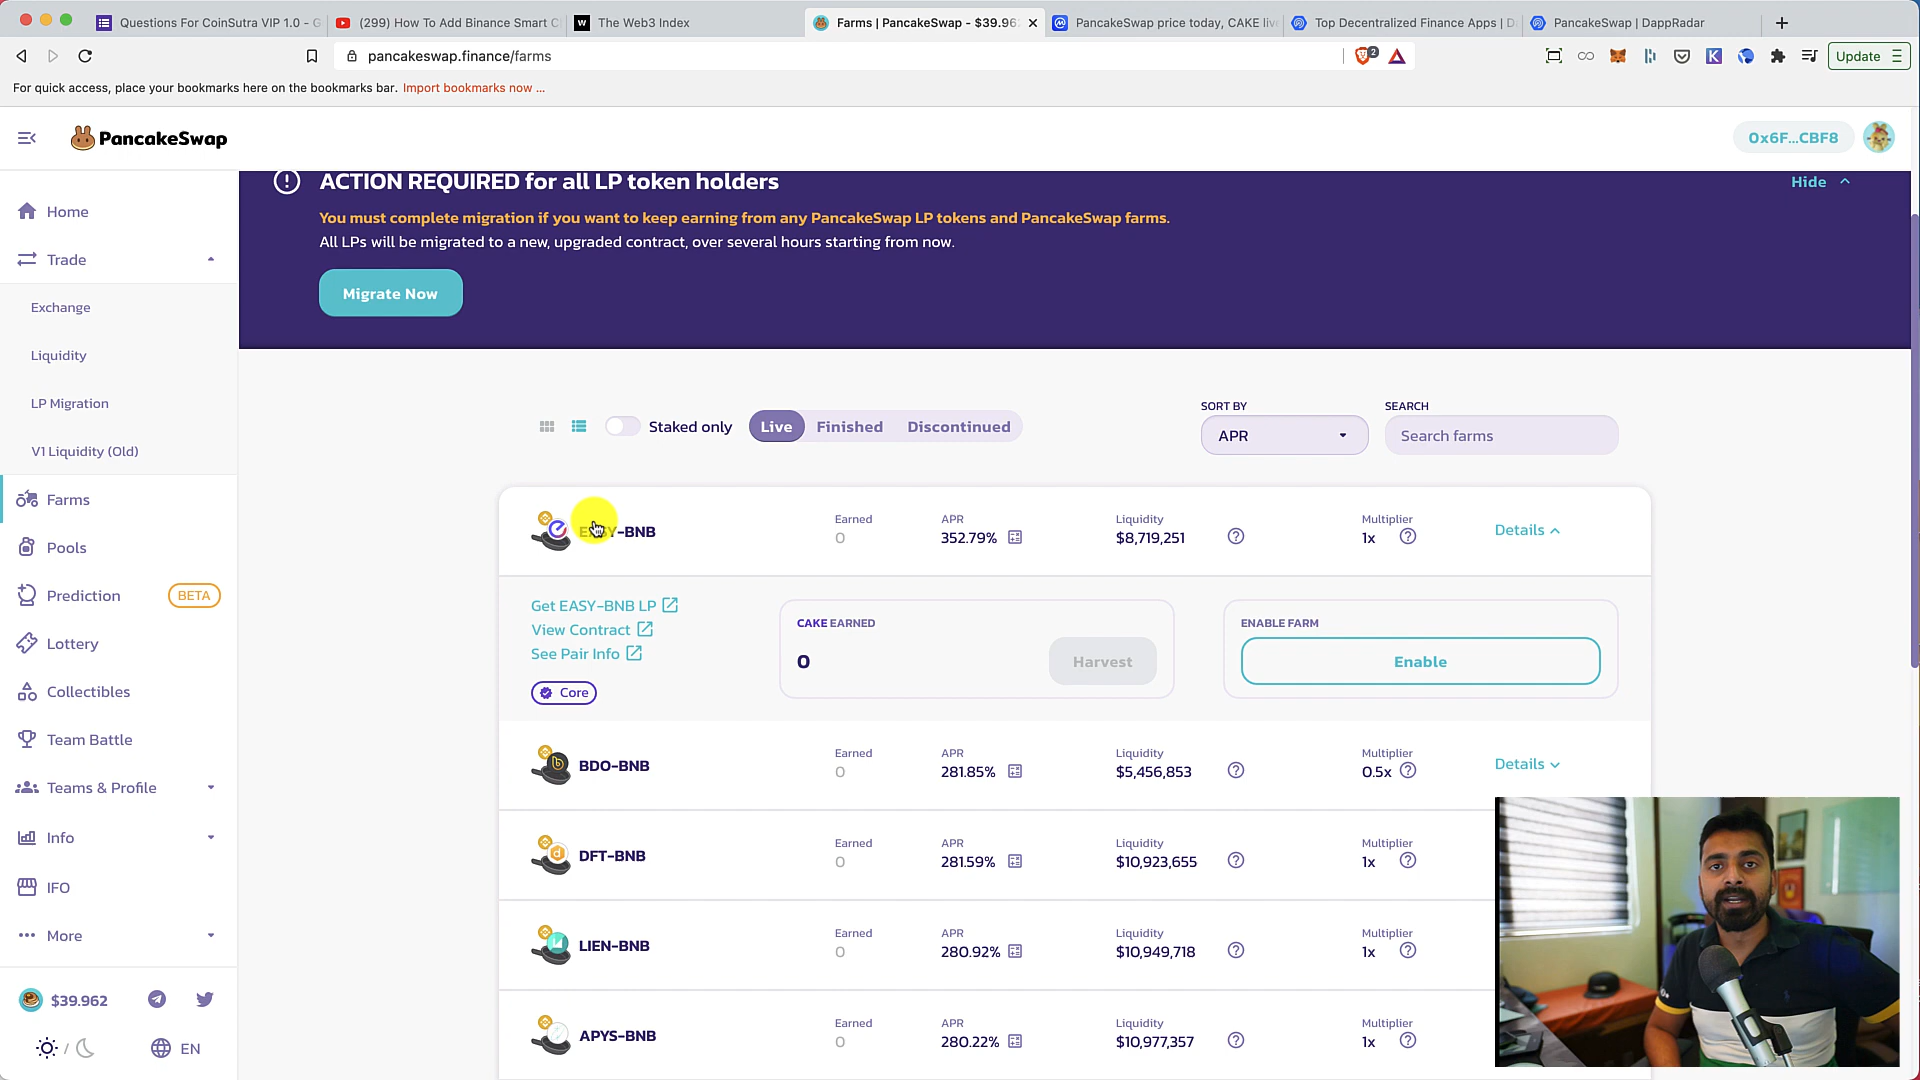 Questions For CoinSutra VIP 1.0 - G
(299) How To Add Binance Smart C
The Web3 Index
Farms | PancakeSwap - $39.96
PancakeSwap price today, CAKE live
Top Decentralized Finance Apps | D
PancakeSwap | DappRadar
pancakeswap.finance/farms
2
Update
For quick access, place your bookmarks here on the bookmarks bar. Import bookmarks now ...
PancakeSwap
0x6F...CBF8
ACTION REQUIRED for all LP token holders
Hide
You must complete migration if you want to keep earning from any PancakeSwap LP tokens and PancakeSwap farms.
All LPs will be migrated to a new, upgraded contract, over several hours starting from now.
Migrate Now
Home
Trade
Exchange
Liquidity
LP Migration
V1 Liquidity (Old)
Farms
Pools
Prediction
BETA
Lottery
Collectibles
Team Battle
Teams & Profile
Info
IFO
More
$39.962
/
EN
Staked only
Live
Finished
Discontinued
SORT BY
APR
SEARCH
Search farms
EASY-BNB
Earned
0
APR
352.79%
Liquidity
$8,719,251
Multiplier
1x
Details
Get EASY-BNB LP
View Contract
See Pair Info
Core
CAKE EARNED
0
Harvest
ENABLE FARM
Enable
BDO-BNB
Earned
0
APR
281.85%
Liquidity
$5,456,853
Multiplier
0.5x
Details
DFT-BNB
Earned
0
APR
281.59%
Liquidity
$10,923,655
Multiplier
1x
LIEN-BNB
Earned
0
APR
280.92%
Liquidity
$10,949,718
Multiplier
1x
APYS-BNB
Earned
0
APR
280.22%
Liquidity
$10,977,357
Multiplier
1x